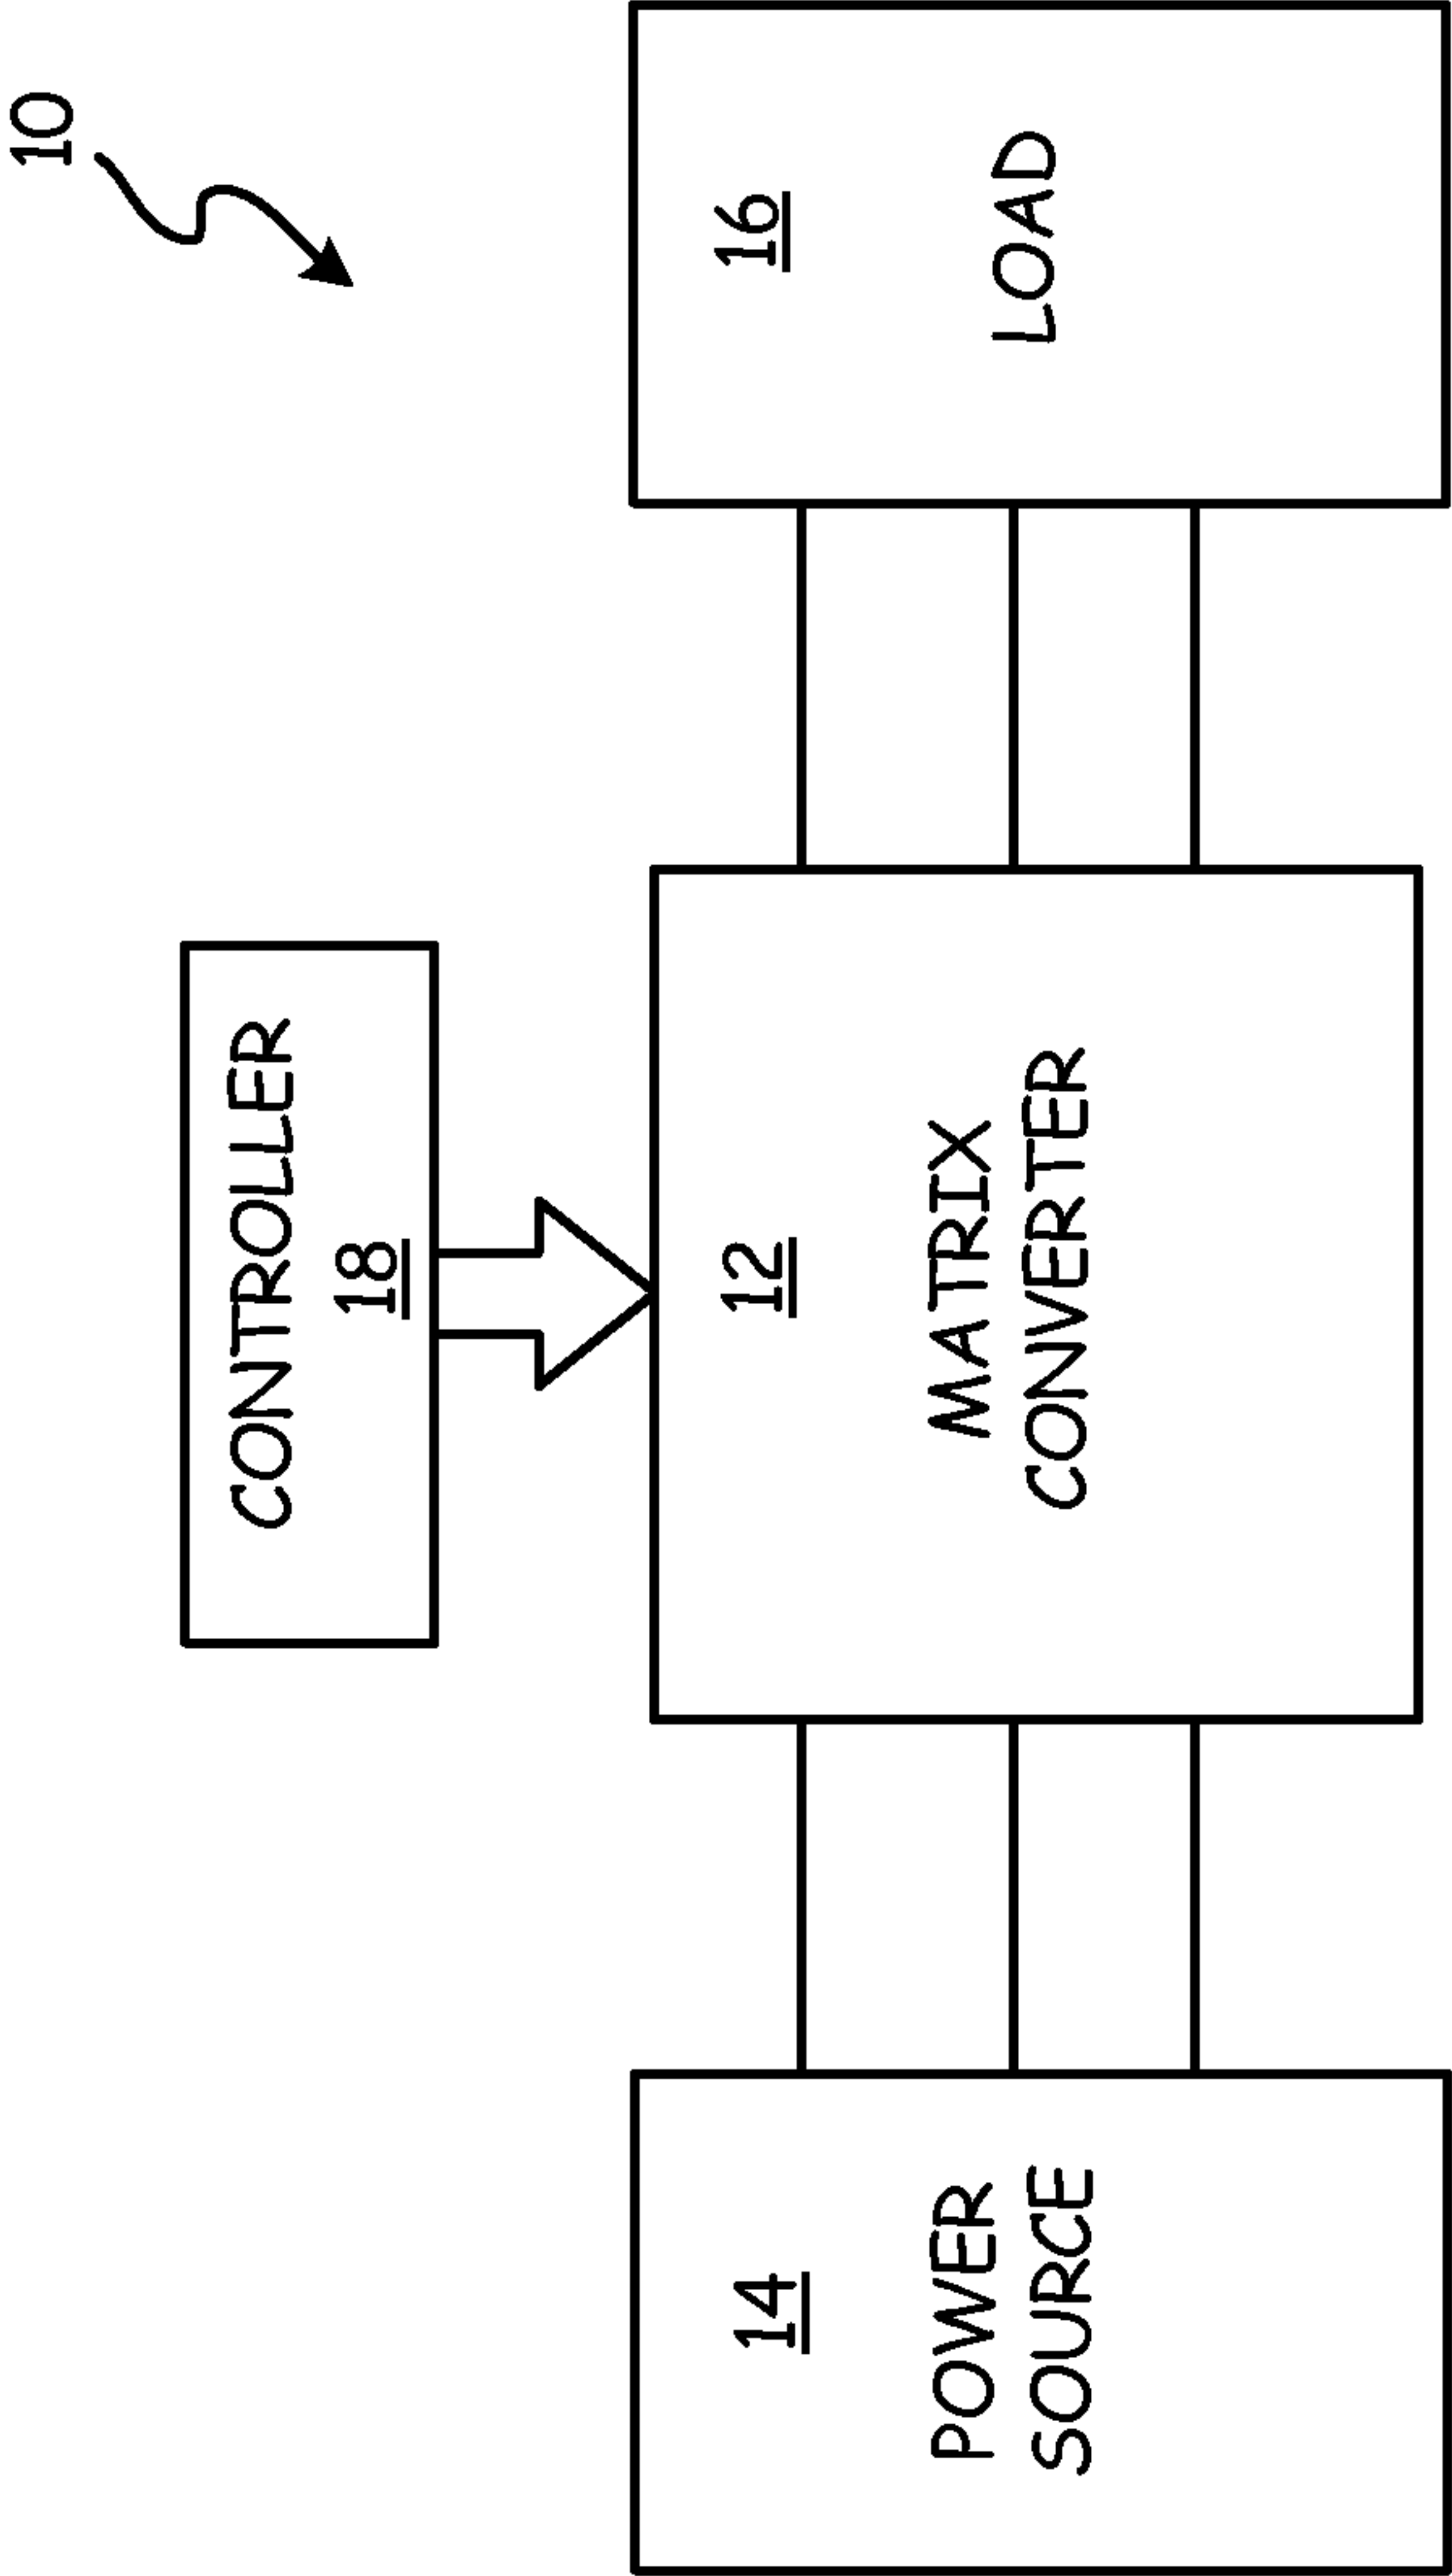 10
CONTROLLER
18
14
POWER
SOURCE
12
MATRIX
CONVERTER
16
LOAD